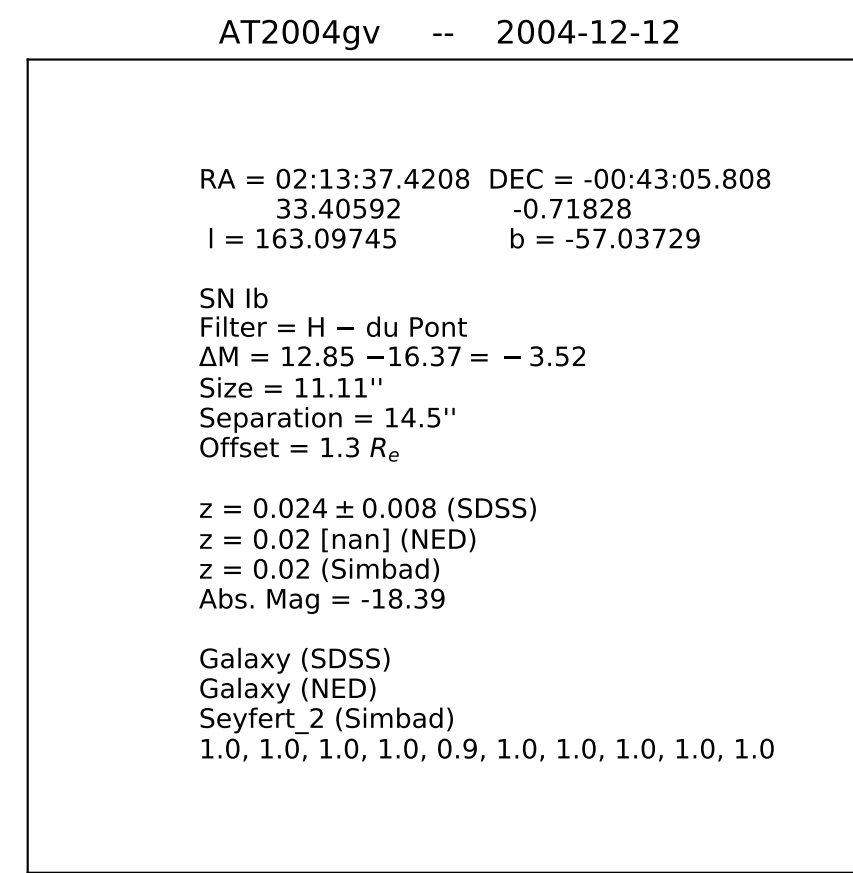 AT2004gv -- 2004-12-12
RA = 02:13:37.4208 DEC = -00:43:05.808
33.40592 -0.71828
l = 163.09745 b = -57.03729
SN Ib
Filter = H − du Pont
ΔM = 12.85 −16.37 = − 3.52
Size = 11.11''
Separation = 14.5''
Offset = 1.3 Rₑ
z = 0.024 ± 0.008 (SDSS)
z = 0.02 [nan] (NED)
z = 0.02 (Simbad)
Abs. Mag = -18.39
Galaxy (SDSS)
Galaxy (NED)
Seyfert_2 (Simbad)
1.0, 1.0, 1.0, 1.0, 0.9, 1.0, 1.0, 1.0, 1.0, 1.0